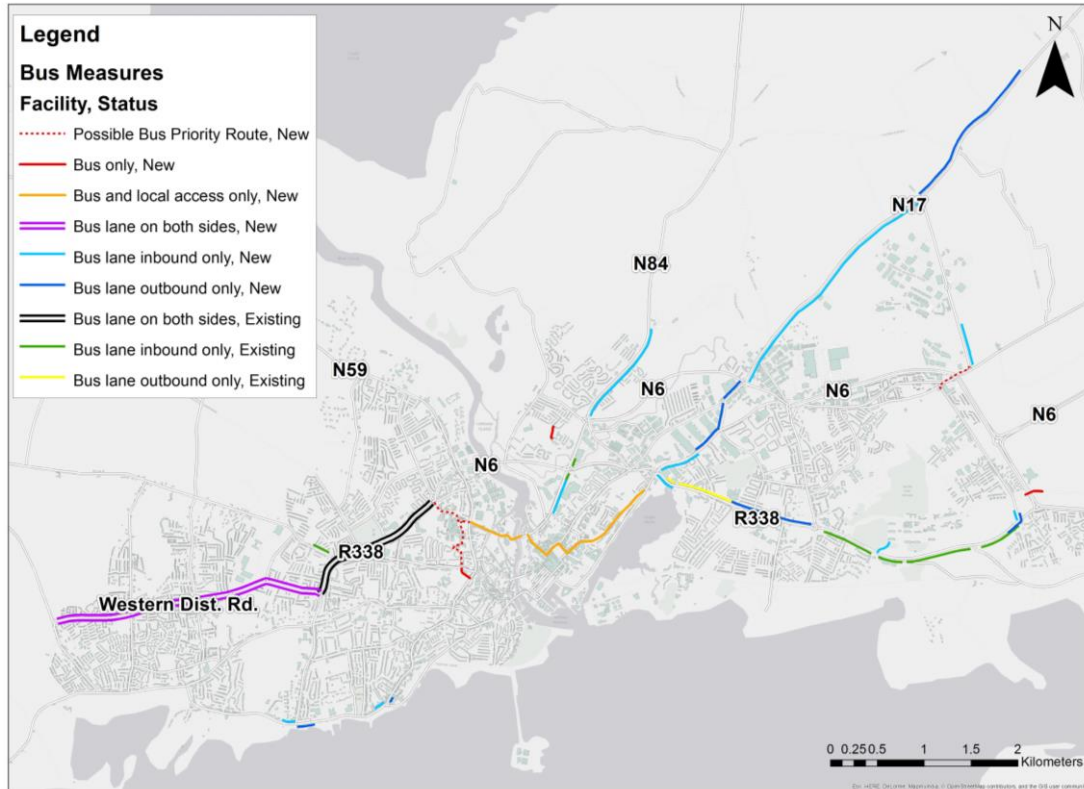 Legend
Bus Measures
Facility, Status
Possible Bus Priority Route, New
Bus only, New
Bus and local access only, New
Bus lane on both sides, New
Bus lane inbound only, New
Bus lane outbound only, New
Bus lane on both sides, Existing
Bus lane inbound only, Existing
Bus lane outbound only, Existing
N
N17
N84
N59
N6
N6
N6
N6
R338
R338
Western Dist. Rd.
0 0.25 0.5 1 1.5 2
Kilometers